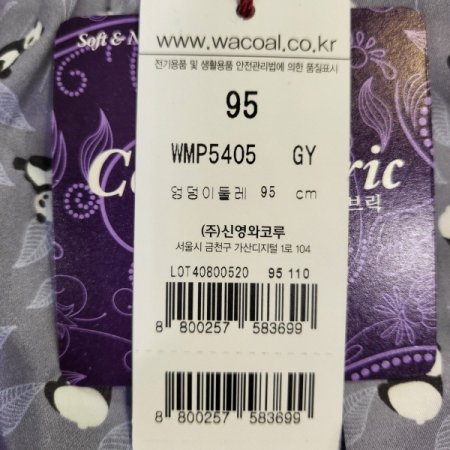 Soft & N
www.wacoal.co.kr
전기용품 및 생활용품 안전관리법에 의한 품질표시
95
WMP5405 GY
Co ric
엉덩이둘레 95 cm
브릭
(주)신영와코루
서울시 금천구 가산디지털 1로 104
LOT40800520 95 110
8 800257 583699
8 800257 583699